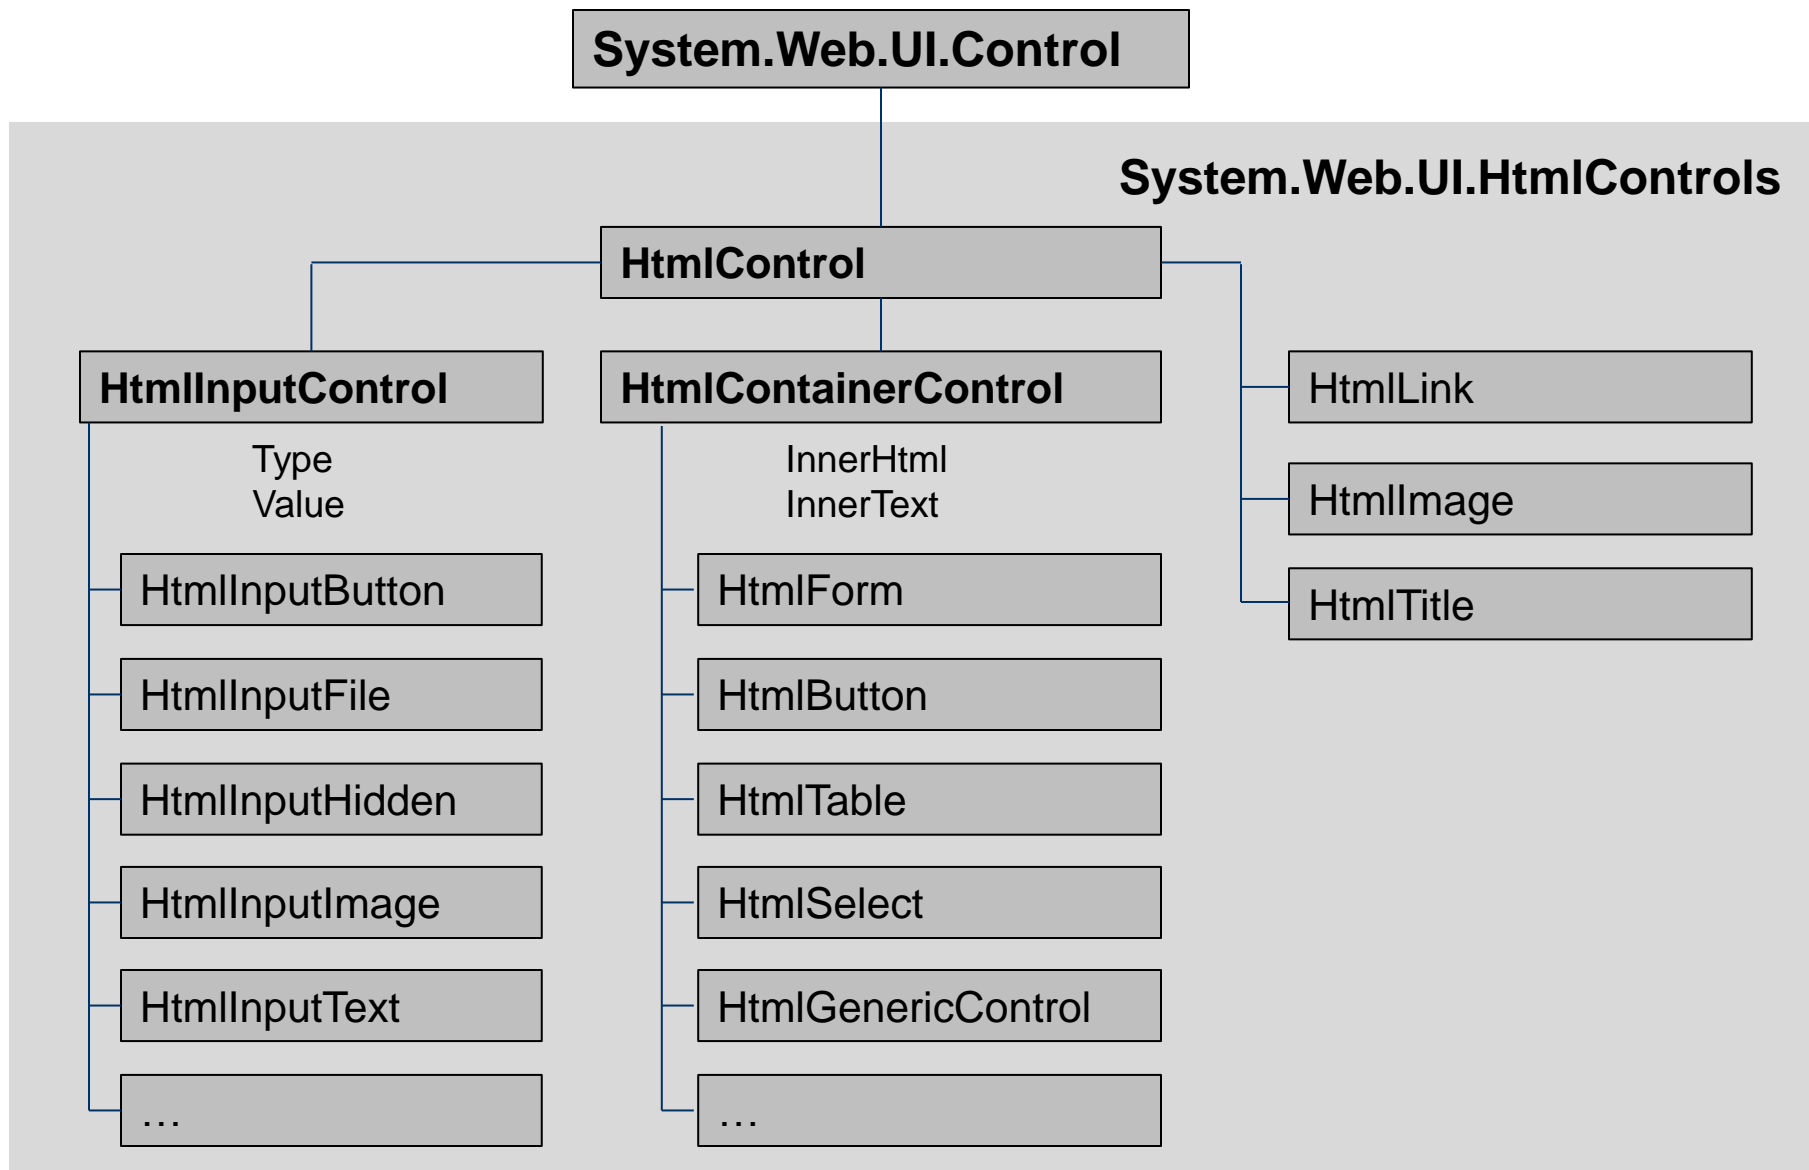 System.Web.UI.Control
System.Web.UI.HtmlControls
HtmlControl
HtmlInputControl
Type
Value
HtmlInputButton
HtmlInputFile
HtmlInputHidden
HtmlInputImage
HtmlInputText
…
HtmlContainerControl
InnerHtml
InnerText
HtmlForm
HtmlButton
HtmlTable
HtmlSelect
HtmlGenericControl
…
HtmlLink
HtmlImage
HtmlTitle